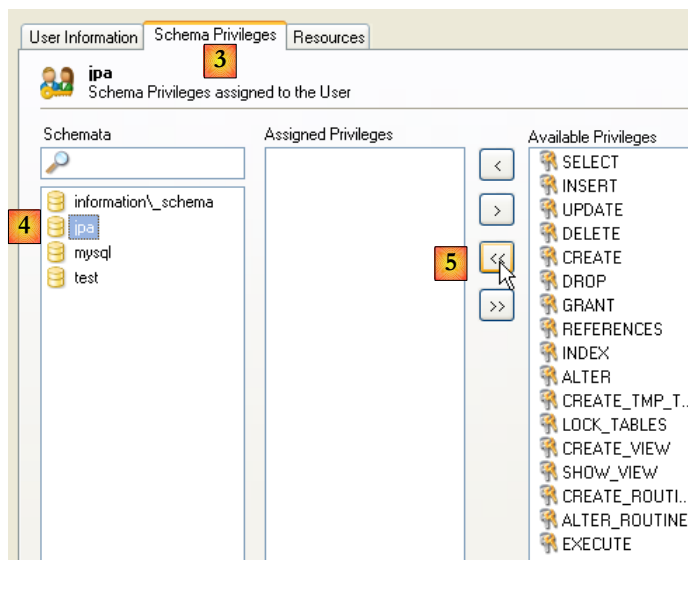 User Information Schema Privileges Resources
3
jpa
Schema Privileges assigned to the User
Schemata Assigned Privileges Available Privileges
<
>
<<
>>
4
5
information\_schema
jpa
mysql
test
SELECT
INSERT
UPDATE
DELETE
CREATE
DROP
GRANT
REFERENCES
INDEX
ALTER
CREATE_TMP_T..
LOCK_TABLES
CREATE_VIEW
SHOW_VIEW
CREATE_ROUTI..
ALTER_ROUTINE
EXECUTE